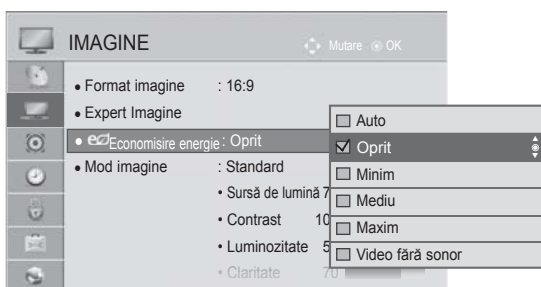 IMAGINE
Mutare OK
• Format imagine : 16:9
• Expert Imagine
• Economisire energie : Oprit
• Mod imagine : Standard
• Sursă de lumină 7
• Contrast 10
• Luminozitate 5
• Claritate 70
Auto
Oprit
Minim
Mediu
Maxim
Video fără sonor